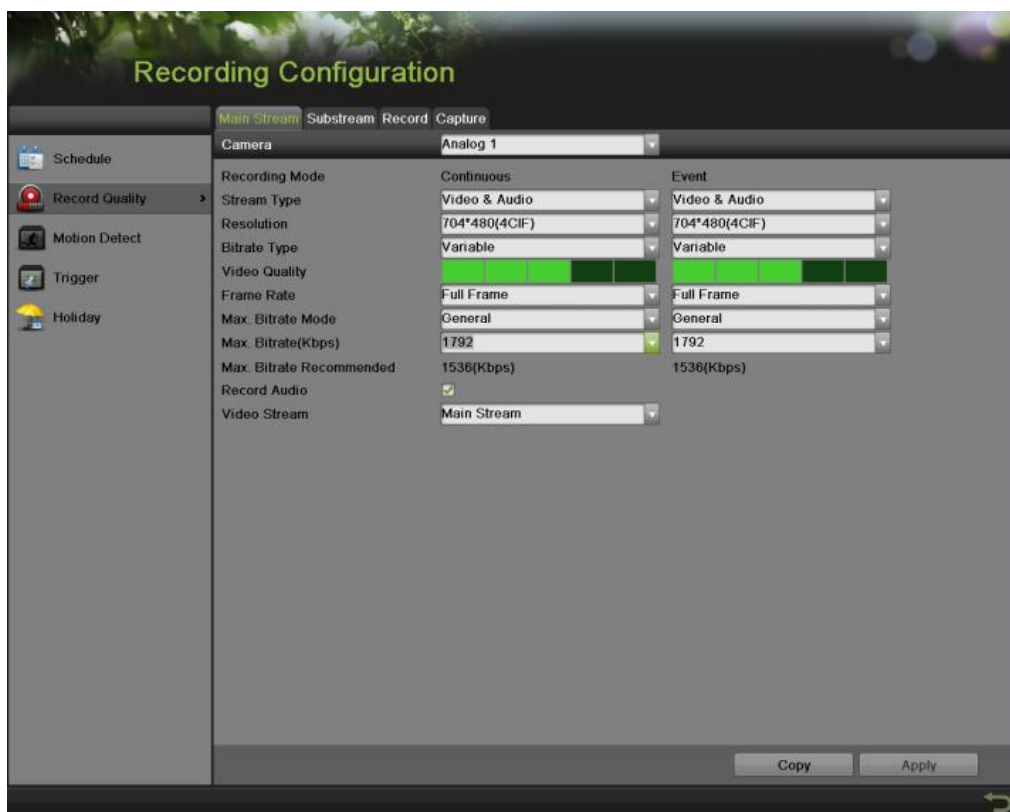 Recording Configuration
Main Stream Substream Record Capture
Camera Analog 1
Schedule
Record Quality >
Motion Detect
Trigger
Holiday
Recording Mode Continuous Event
Stream Type Video & Audio Video & Audio
Resolution 704*480(4CIF) 704*480(4CIF)
Bitrate Type Variable Variable
Video Quality
Frame Rate Full Frame Full Frame
Max. Bitrate Mode General General
Max. Bitrate(Kbps) 1792 1792
Max. Bitrate Recommended 1536(Kbps) 1536(Kbps)
Record Audio
Video Stream Main Stream
Copy Apply